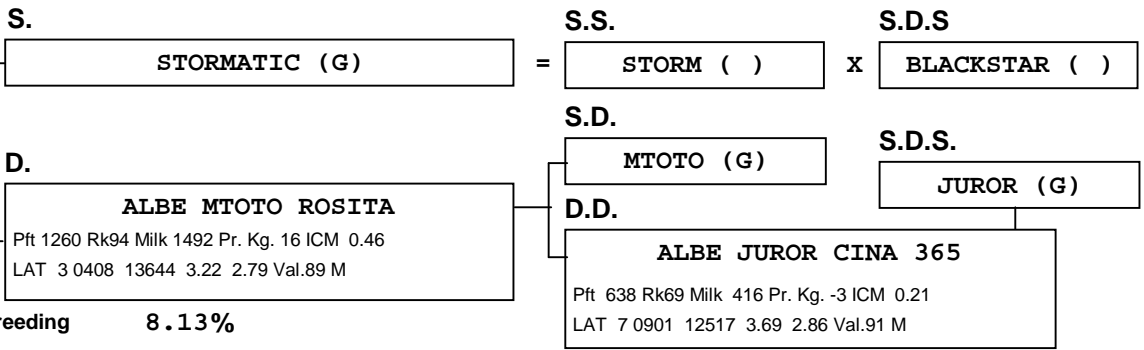 S.
S.S.
S.D.S
STORMATIC (G)
=
STORM ( )
X
BLACKSTAR ( )
S.D.
MTOTO (G)
S.D.S.
JUROR (G)
D.
ALBE MTOTO ROSITA
Pft 1260 Rk94 Milk 1492 Pr. Kg. 16 ICM 0.46
LAT 3 0408 13644 3.22 2.79 Val.89 M
D.D.
ALBE JUROR CINA 365
Pft 638 Rk69 Milk 416 Pr. Kg. -3 ICM 0.21
LAT 7 0901 12517 3.69 2.86 Val.91 M
reeding 8.13%